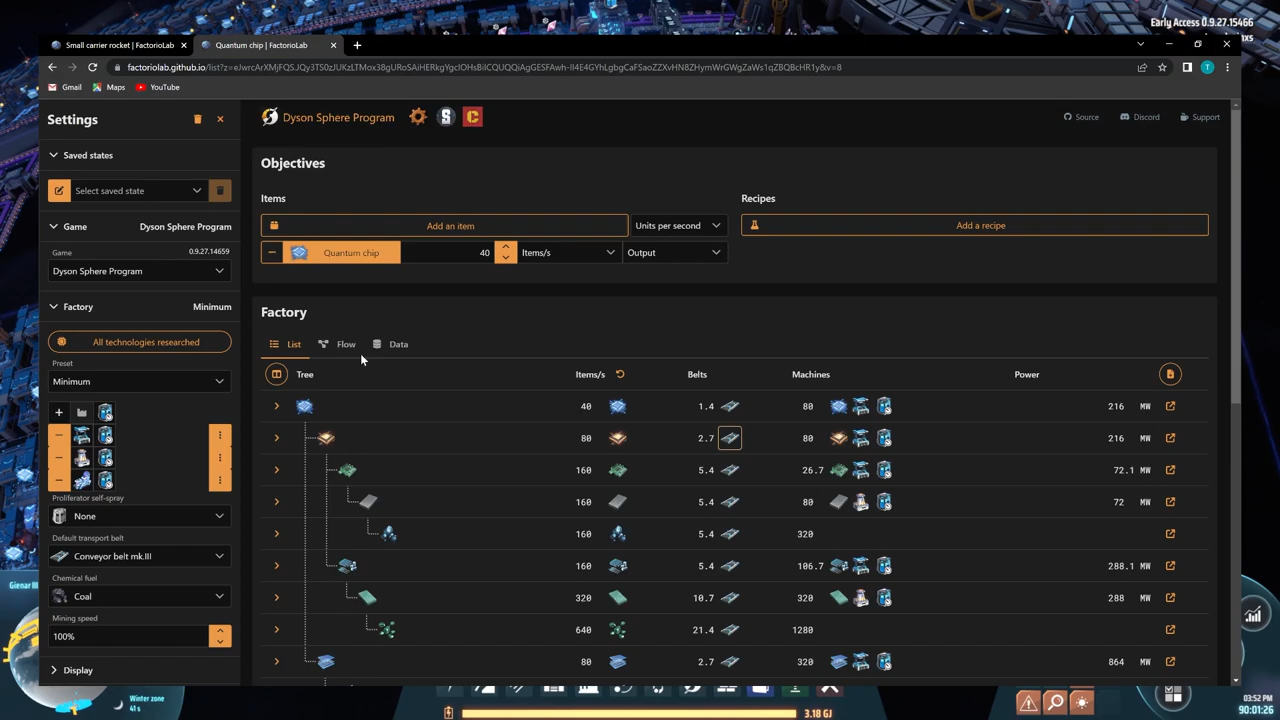 Early Access 0.9.27.15466
Small carrier rocket | FactorioLab
Quantum chip | FactorioLab
Gmail
Maps
YouTube
T
Settings
Dyson Sphere Program
Source
Discord
Support
Saved states
Objectives
Select saved state
Items
Recipes
Game
Dyson Sphere Program
Add an item
Units per second
Add a recipe
Game
0.9.27.14659
Quantum chip
40
Items/s
Output
Dyson Sphere Program
Factory
Minimum
Factory
All technologies researched
List
Flow
Data
Preset
Minimum
Tree
Items/s
Belts
Machines
Power
40
1.4
80
216 MW
80
2.7
80
216 MW
160
5.4
26.7
72.1 MW
Proliferator self-spray
160
5.4
80
72 MW
None
Default transport belt
160
5.4
320
Conveyor belt mk.III
160
5.4
106.7
288.1 MW
Chemical fuel
Coal
320
10.7
320
288 MW
Mining speed
100%
640
21.4
1280
Display
80
2.7
320
864 MW
Winter zone
41 s
3.18 GJ
03:52 PM
90:01:26